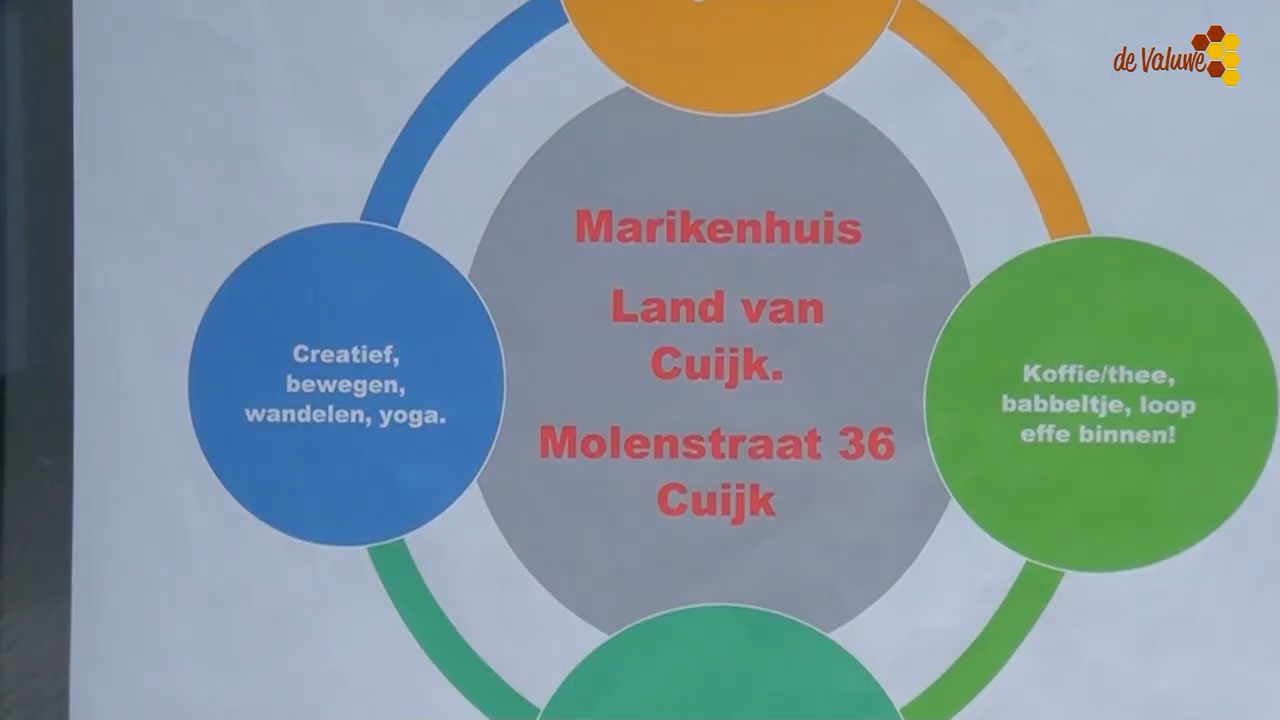 de Valuwe
Marikenhuis
Land van
Cuijk.
Molenstraat 36
Cuijk
Creatief,
bewegen,
wandelen, yoga.
Koffie/thee,
babbeltje, loop
effe binnen!